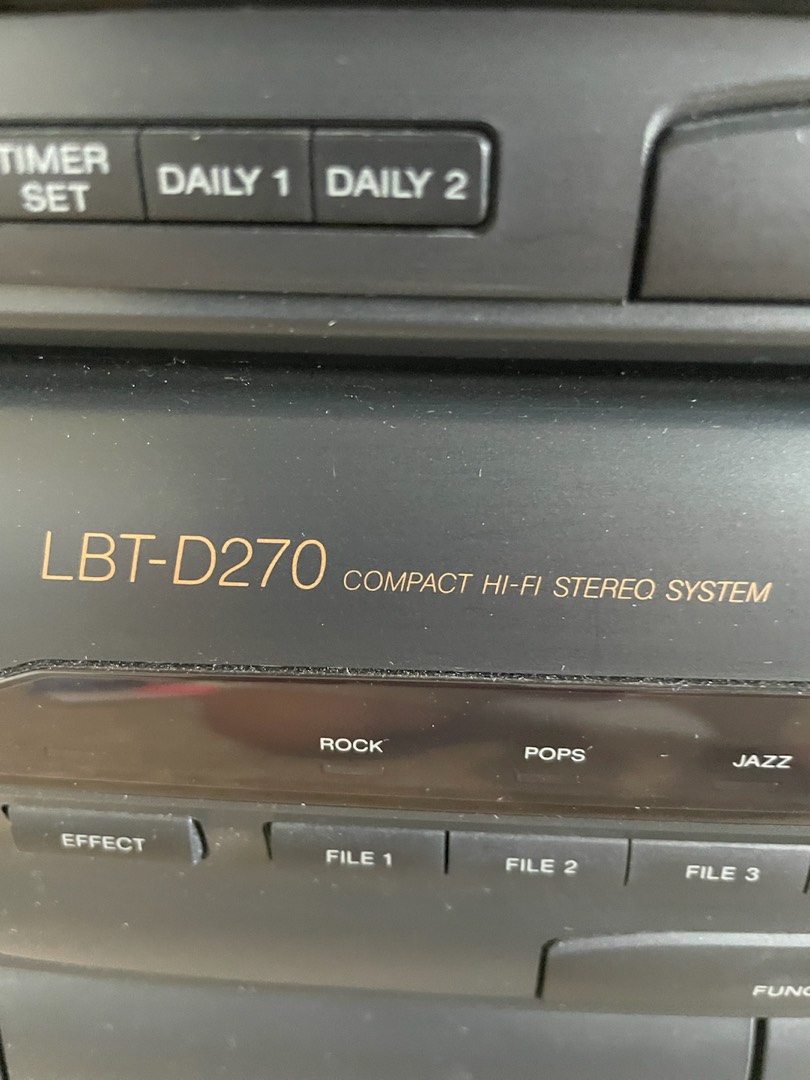 TIMER SET DAILY 1 DAILY 2
LBT-D270 COMPACT HI-FI STEREO SYSTEM
ROCK POPS JAZZ
EFFECT FILE 1 FILE 2 FILE 3
FUNC